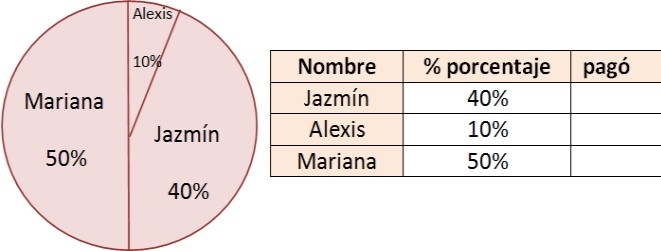 Alexis
10%
Mariana
50%
Jazmín
40%
Nombre % porcentaje pagó
Jazmín 40%
Alexis 10%
Mariana 50%